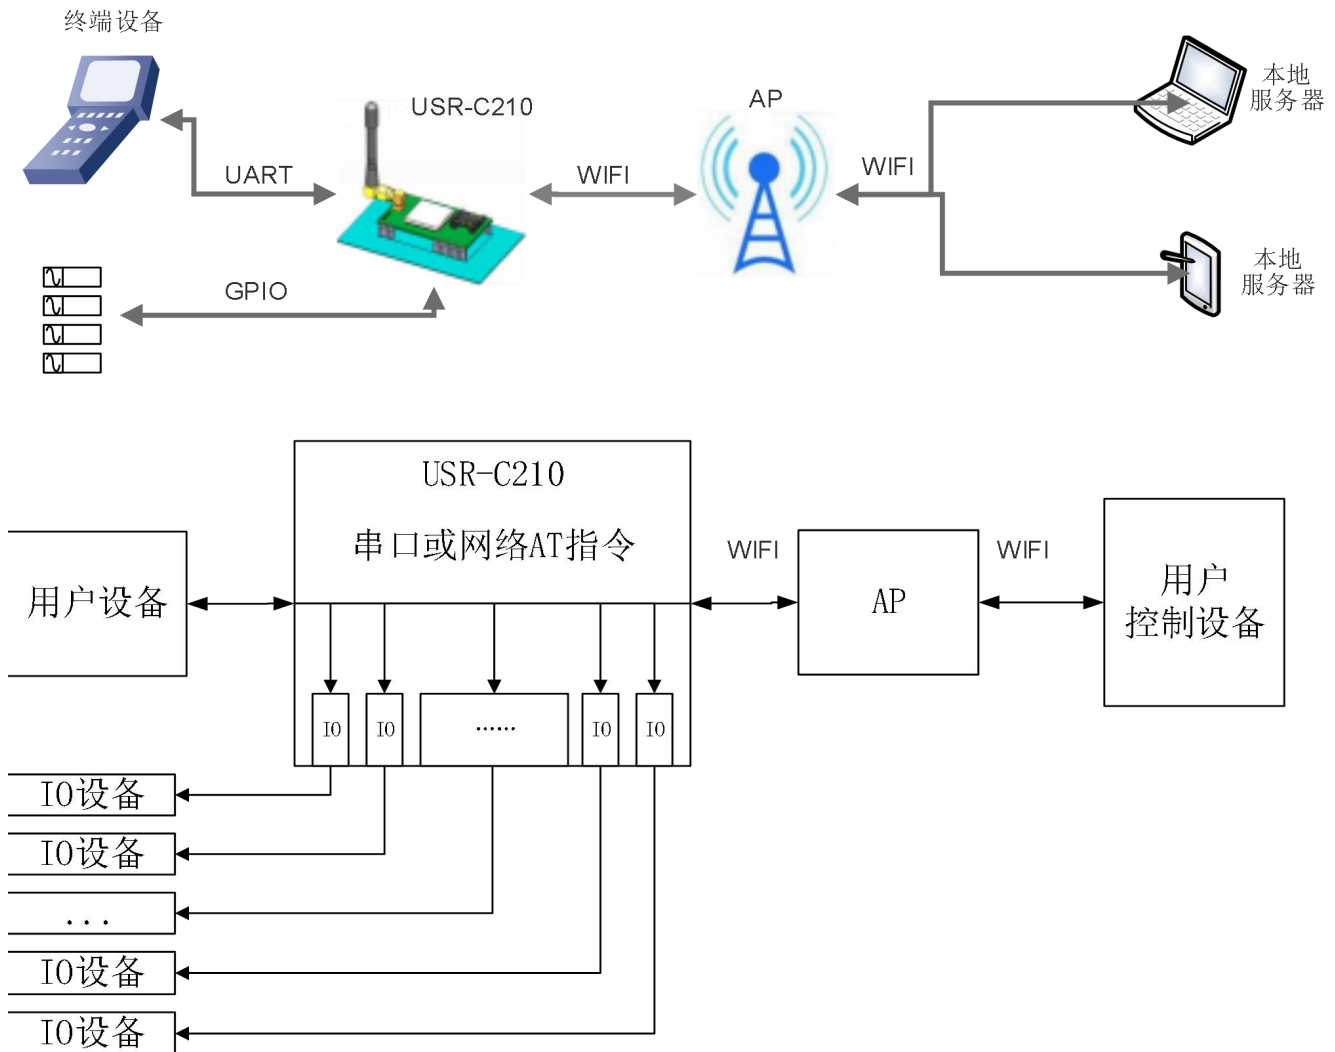 终端设备
USR-C210
AP
本地
服务器
UART
WIFI
WIFI
GPIO
本地
服务器
USR-C210
串口或网络AT指令
用户设备
WIFI
AP
WIFI
用户
控制设备
IO
IO
......
IO
IO
IO设备
IO设备
...
IO设备
IO设备